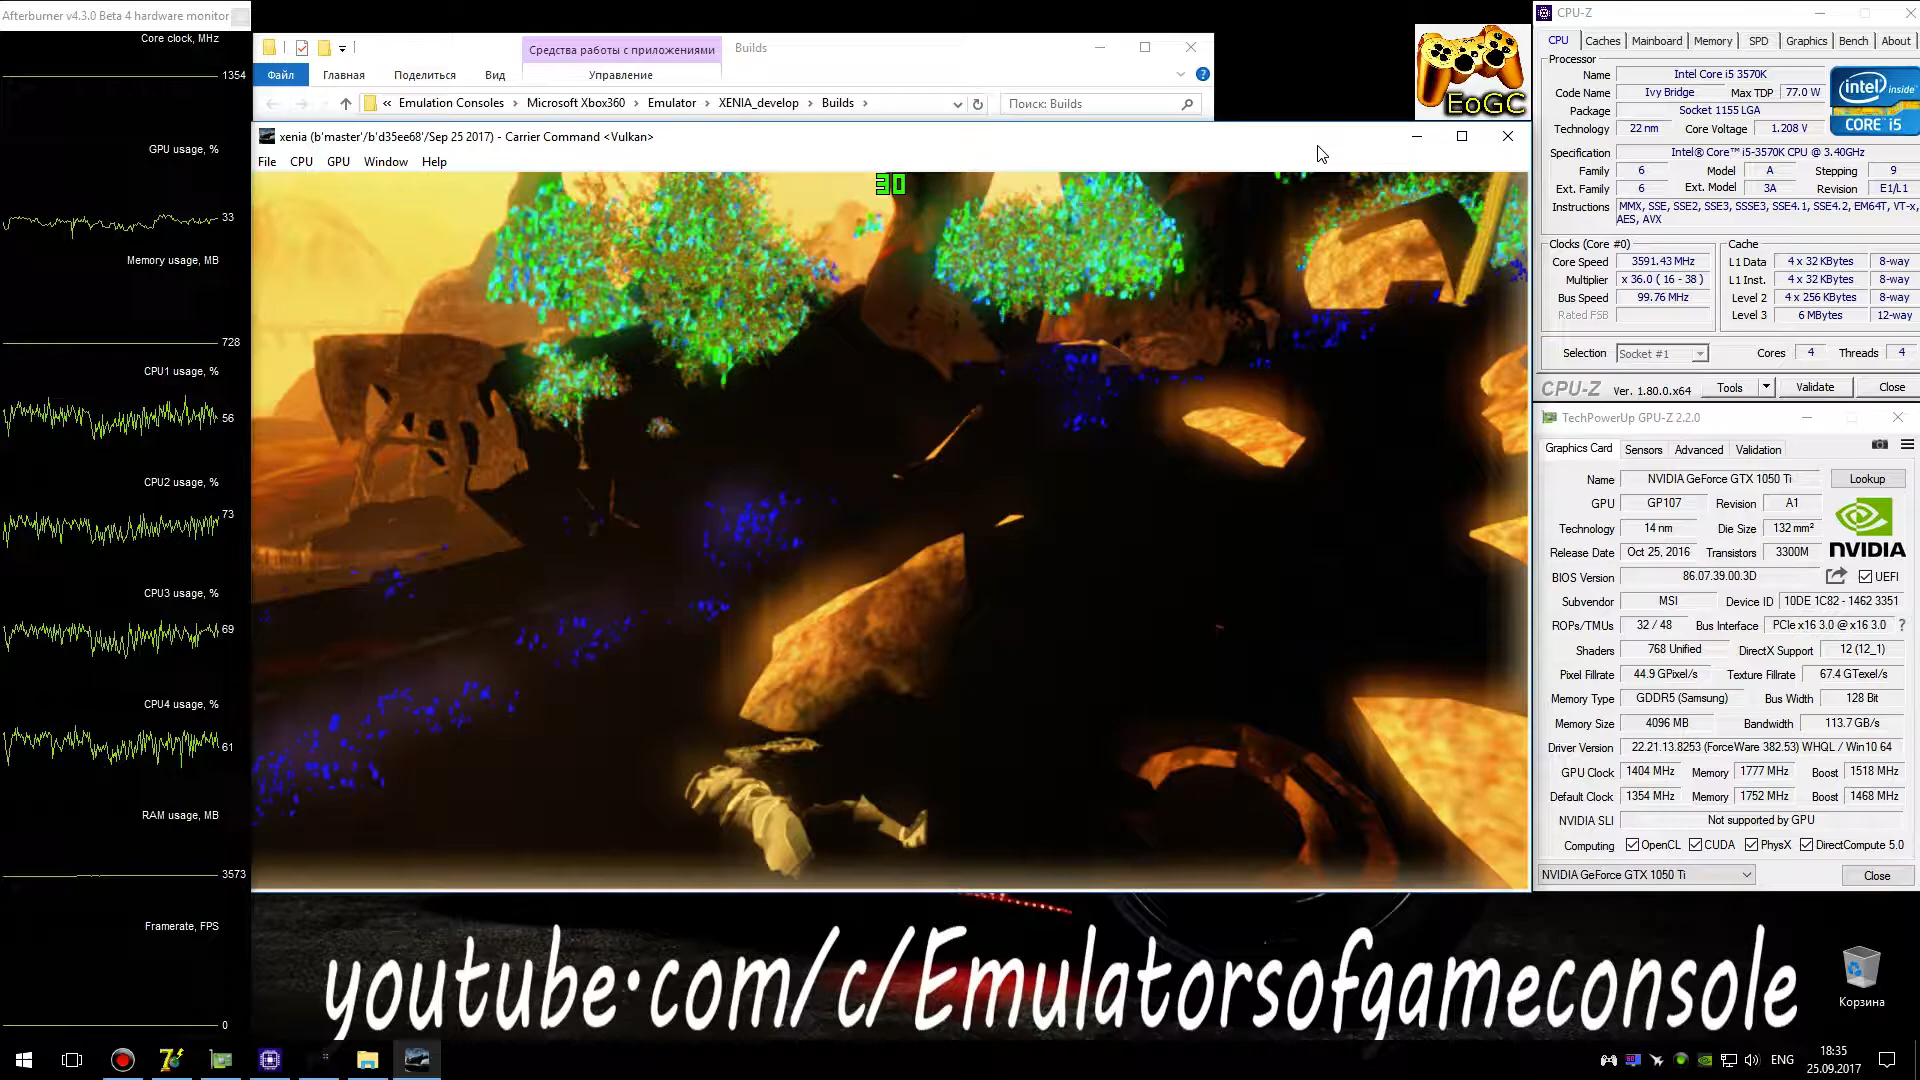 Afterburner v4.3.0 Beta 4 hardware monitor
Core clock, MHz
1354
GPU usage, %
33
Memory usage, MB
728
CPU1 usage, %
56
CPU2 usage, %
73
CPU3 usage, %
69
CPU4 usage, %
61
RAM usage, MB
3573
Framerate, FPS
0
Средства работы с приложениями
Builds
Файл Главная Поделиться Вид Управление
« Emulation Consoles Microsoft Xbox360 Emulator XENIA_develop Builds
Поиск: Builds
EoGC
xenia (b'master'/b'd35ee68'/Sep 25 2017) - Carrier Command <Vulkan>
File CPU GPU Window Help
30
CPU-Z
CPU Caches Mainboard Memory SPD Graphics Bench About
Processor
Name Intel Core i5 3570K
Code Name Ivy Bridge Max TDP 77.0 W
Package Socket 1155 LGA
Technology 22 nm Core Voltage 1.208 V
intel inside™
CORE i5
Specification Intel® Core™ i5-3570K CPU @ 3.40GHz
Family 6 Model A Stepping 9
Ext. Family 6 Ext. Model 3A Revision E1/L1
Instructions MMX, SSE, SSE2, SSE3, SSSE3, SSE4.1, SSE4.2, EM64T, VT-x,
AES, AVX
Clocks (Core #0) Cache
Core Speed 3591.43 MHz L1 Data 4 x 32 KBytes 8-way
Multiplier x 36.0 ( 16 - 38 ) L1 Inst. 4 x 32 KBytes 8-way
Bus Speed 99.76 MHz Level 2 4 x 256 KBytes 8-way
Rated FSB Level 3 6 MBytes 12-way
Selection Socket #1 Cores 4 Threads 4
CPU-Z Ver. 1.80.0.x64 Tools Validate Close
TechPowerUp GPU-Z 2.2.0
Graphics Card Sensors Advanced Validation
Name NVIDIA GeForce GTX 1050 Ti Lookup
GPU GP107 Revision A1
Technology 14 nm Die Size 132 mm²
Release Date Oct 25, 2016 Transistors 3300M
NVIDIA
BIOS Version 86.07.39.00.3D UEFI
Subvendor MSI Device ID 10DE 1C82 - 1462 3351
ROPs/TMUs 32 / 48 Bus Interface PCIe x16 3.0 @ x16 3.0 ?
Shaders 768 Unified DirectX Support 12 (12_1)
Pixel Fillrate 44.9 GPixel/s Texture Fillrate 67.4 GTexel/s
Memory Type GDDR5 (Samsung) Bus Width 128 Bit
Memory Size 4096 MB Bandwidth 113.7 GB/s
Driver Version 22.21.13.8253 (ForceWare 382.53) WHQL / Win10 64
GPU Clock 1404 MHz Memory 1777 MHz Boost 1518 MHz
Default Clock 1354 MHz Memory 1752 MHz Boost 1468 MHz
NVIDIA SLI Not supported by GPU
Computing OpenCL CUDA PhysX DirectCompute 5.0
NVIDIA GeForce GTX 1050 Ti Close
youtube.com/c/Emulatorsofgameconsole
Корзина
ENG
18:35
25.09.2017